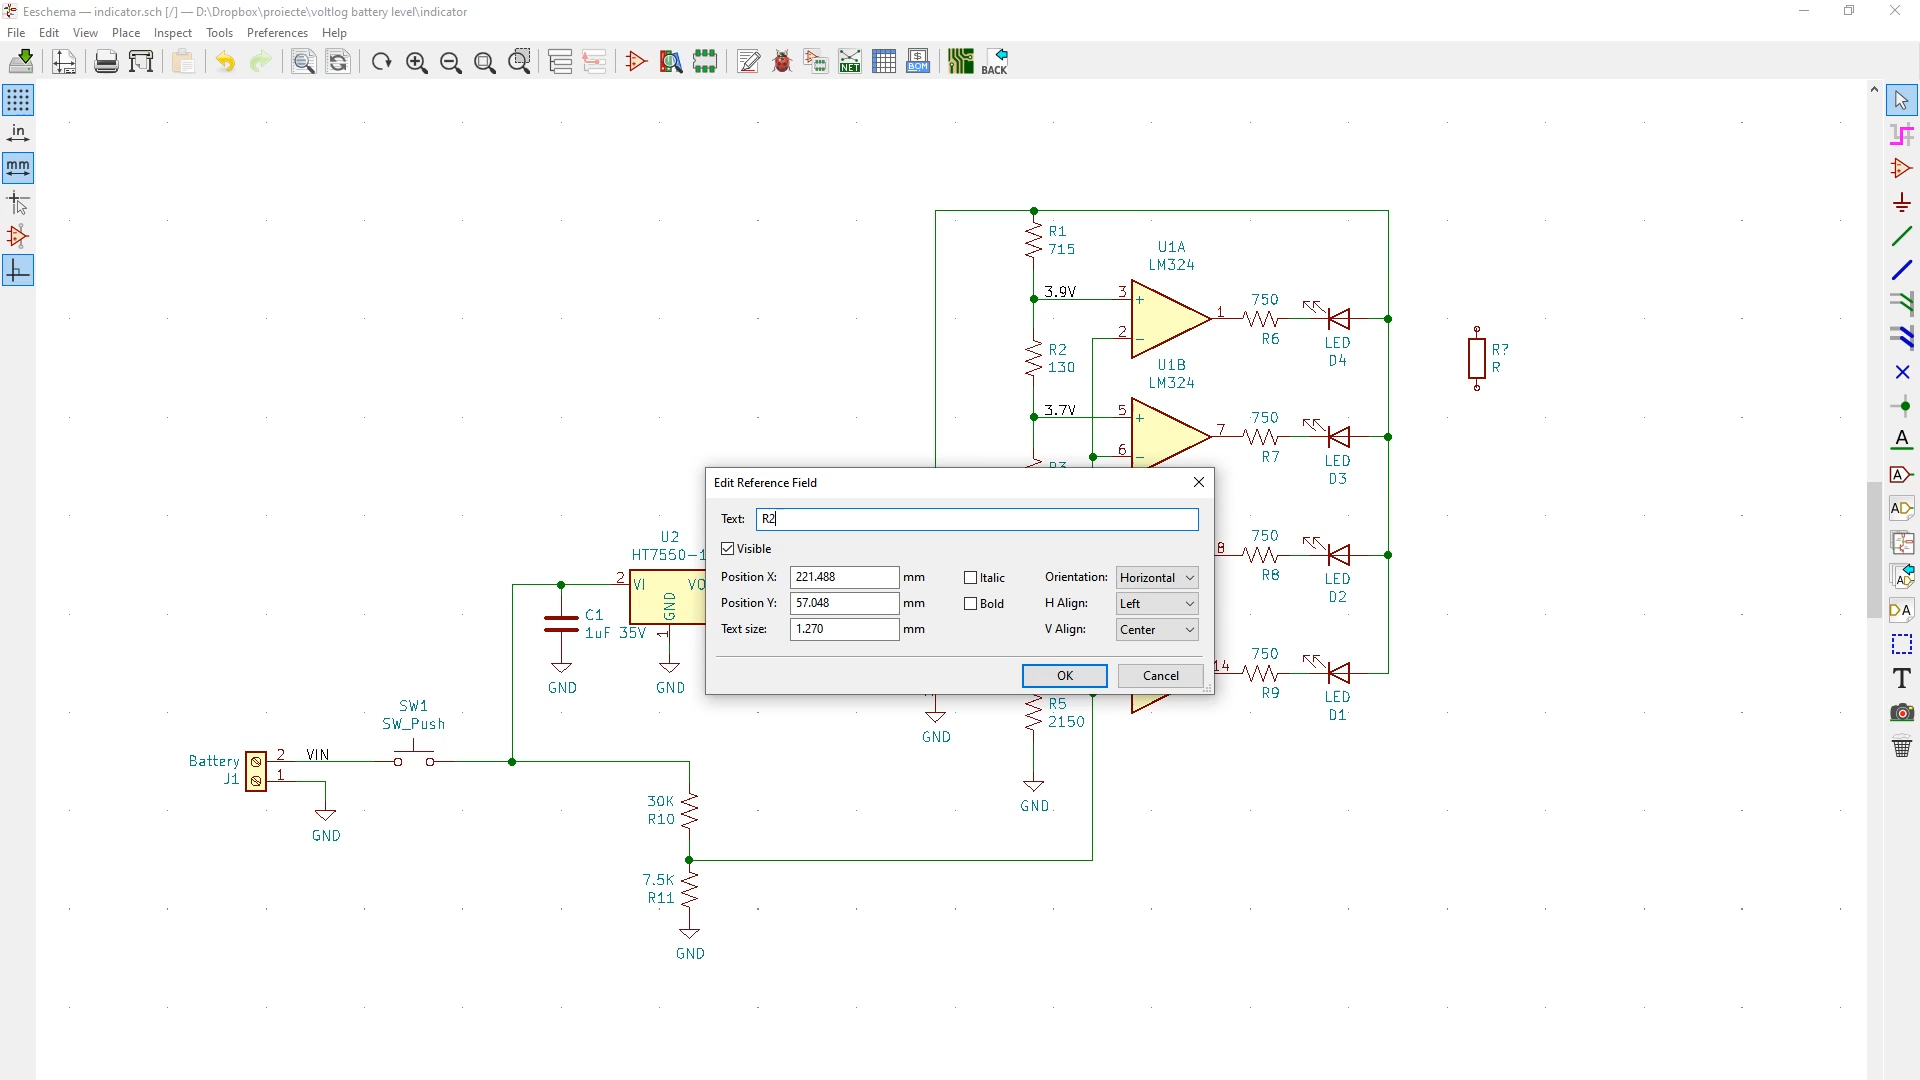 Eeschema — indicator.sch [/] — D:\Dropbox\proiecte\voltlog battery level\indicator
File Edit View Place Inspect Tools Preferences Help
NET
BOM
BACK
in
mm
R1
715
U1A
LM324
3.9V
3
2
1
750
R6
LED
D4
R?
R
R2
130
U1B
LM324
3.7V
5
6
7
750
R7
LED
D3
R3
Edit Reference Field
Text: R2
Visible
Position X: 221.488 mm
Italic
Orientation: Horizontal
Position Y: 57.048 mm
Bold
H Align: Left
Text size: 1.270 mm
V Align: Center
OK
Cancel
U2
HT7550-1
2
VI
VO
GND
1
C1
1uF 35V
GND
GND
8
750
R8
LED
D2
14
750
R9
LED
D1
R5
2150
GND
GND
SW1
SW_Push
Battery
J1
2
1
VIN
GND
30K
R10
7.5K
R11
GND